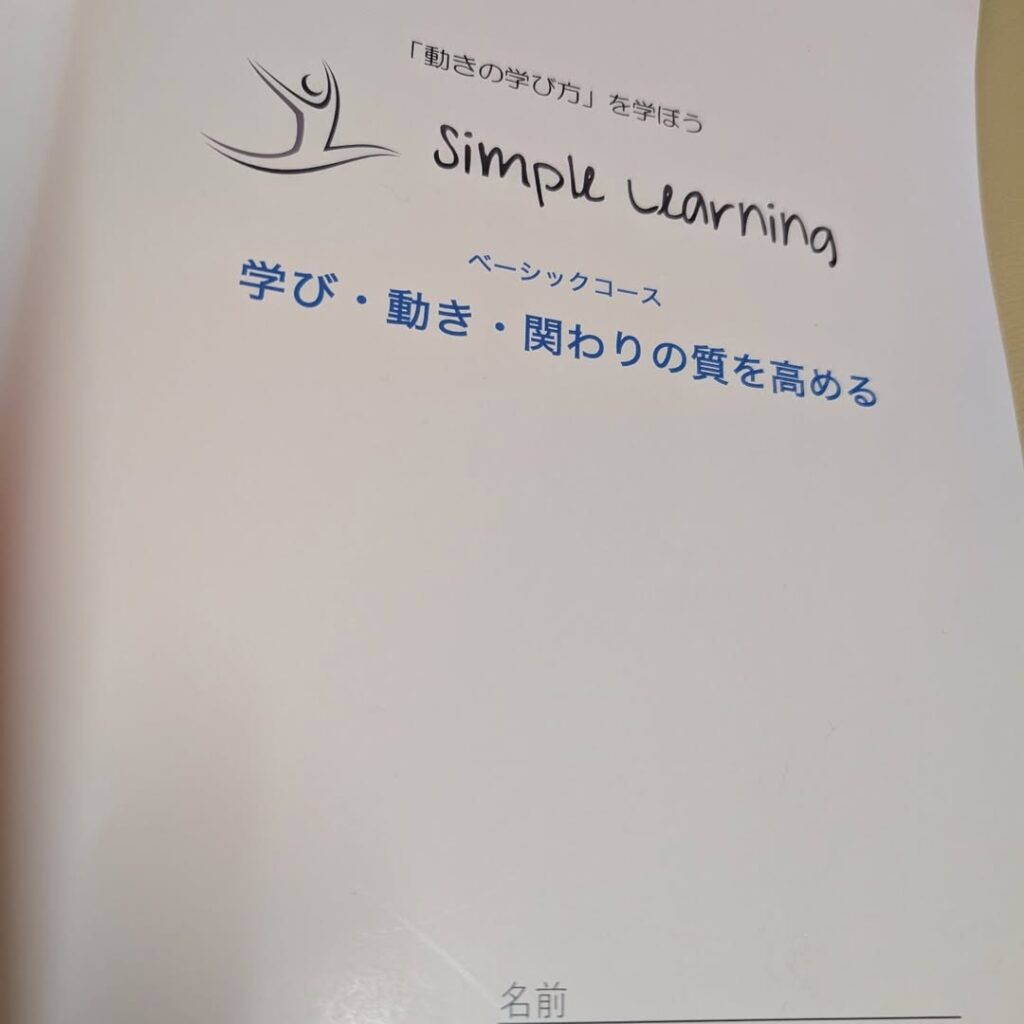 「動きの学び方」を学ぼう
Simple Learning
ベーシックコース
学び・動き・関わりの質を高める
名前